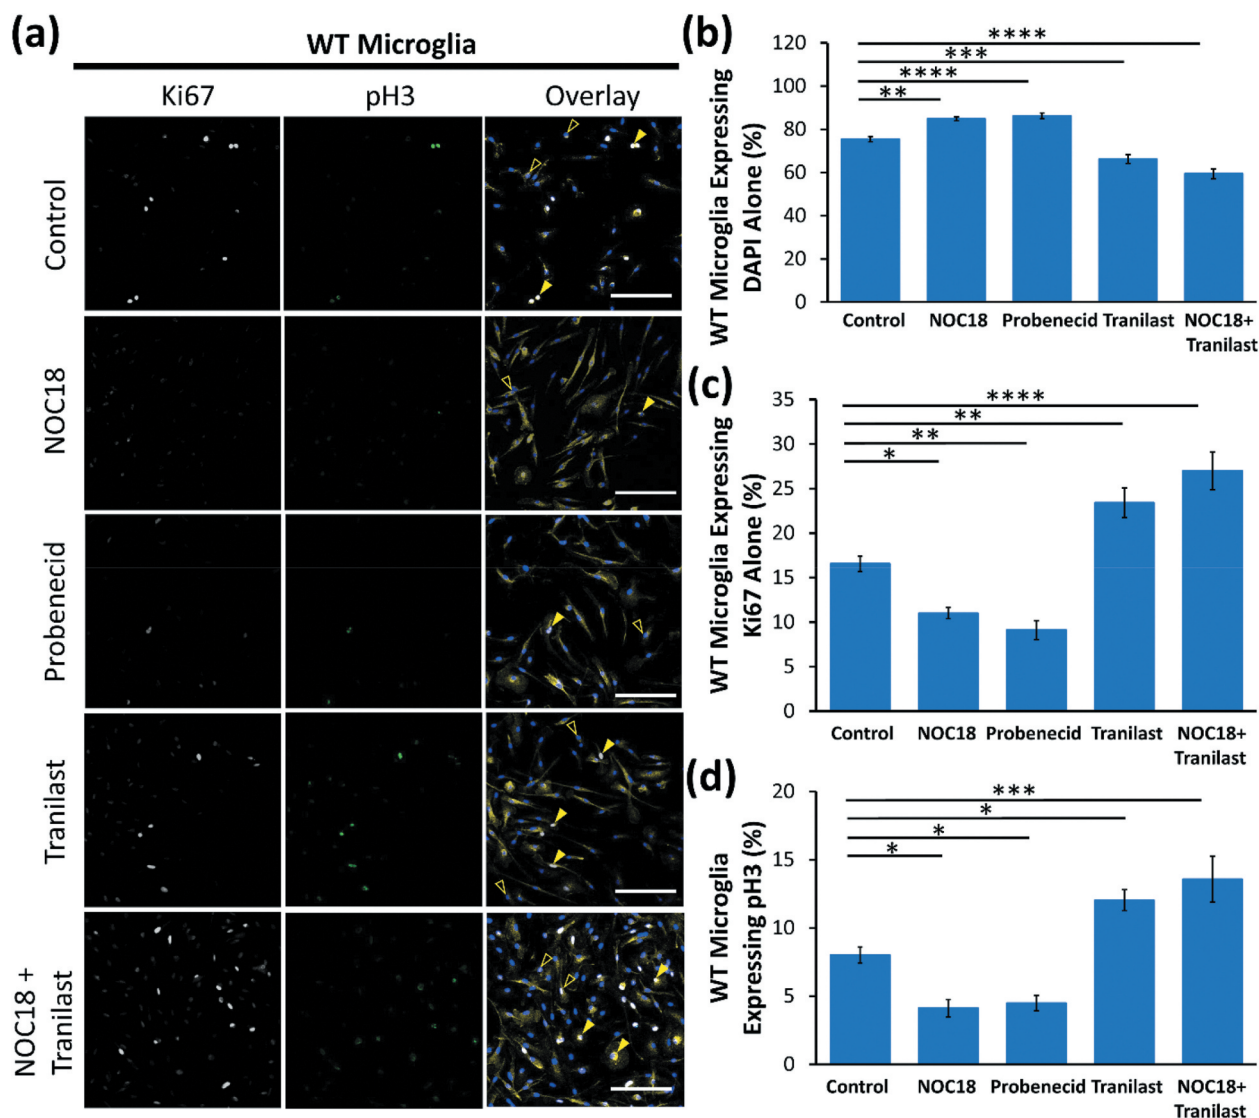 (a)
WT Microglia
Ki67 pH3 Overlay
Control
NOC18
Probenecid
Tranilast
NOC18 +
Tranilast
(b)
WT Microglia Expressing
DAPI Alone (%)
120
100
80
60
40
20
0
****
***
****
**
Control NOC18 Probenecid Tranilast NOC18+
Tranilast
(c)
WT Microglia Expressing
Ki67 Alone (%)
35
30
25
20
15
10
5
0
****
**
**
*
Control NOC18 Probenecid Tranilast NOC18+
Tranilast
(d)
WT Microglia
Expressing pH3 (%)
20
15
10
5
0
***
*
*
*
Control NOC18 Probenecid Tranilast NOC18+
Tranilast